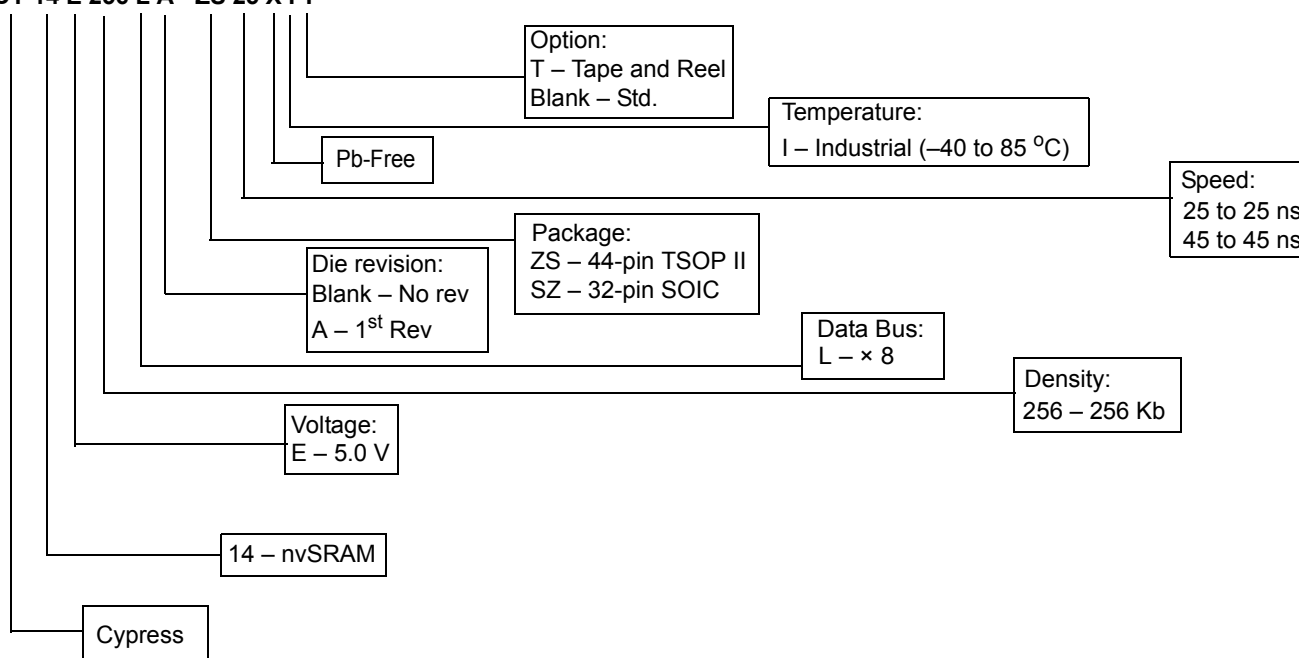 Option:
T – Tape and Reel
Blank – Std.
Temperature:
I – Industrial (–40 to 85 ºC)
Pb-Free
Speed:
25 to 25 ns
45 to 45 ns
Package:
ZS – 44-pin TSOP II
SZ – 32-pin SOIC
Die revision:
Blank – No rev
A – 1st Rev
Data Bus:
L – × 8
Density:
256 – 256 Kb
Voltage:
E – 5.0 V
14 – nvSRAM
Cypress